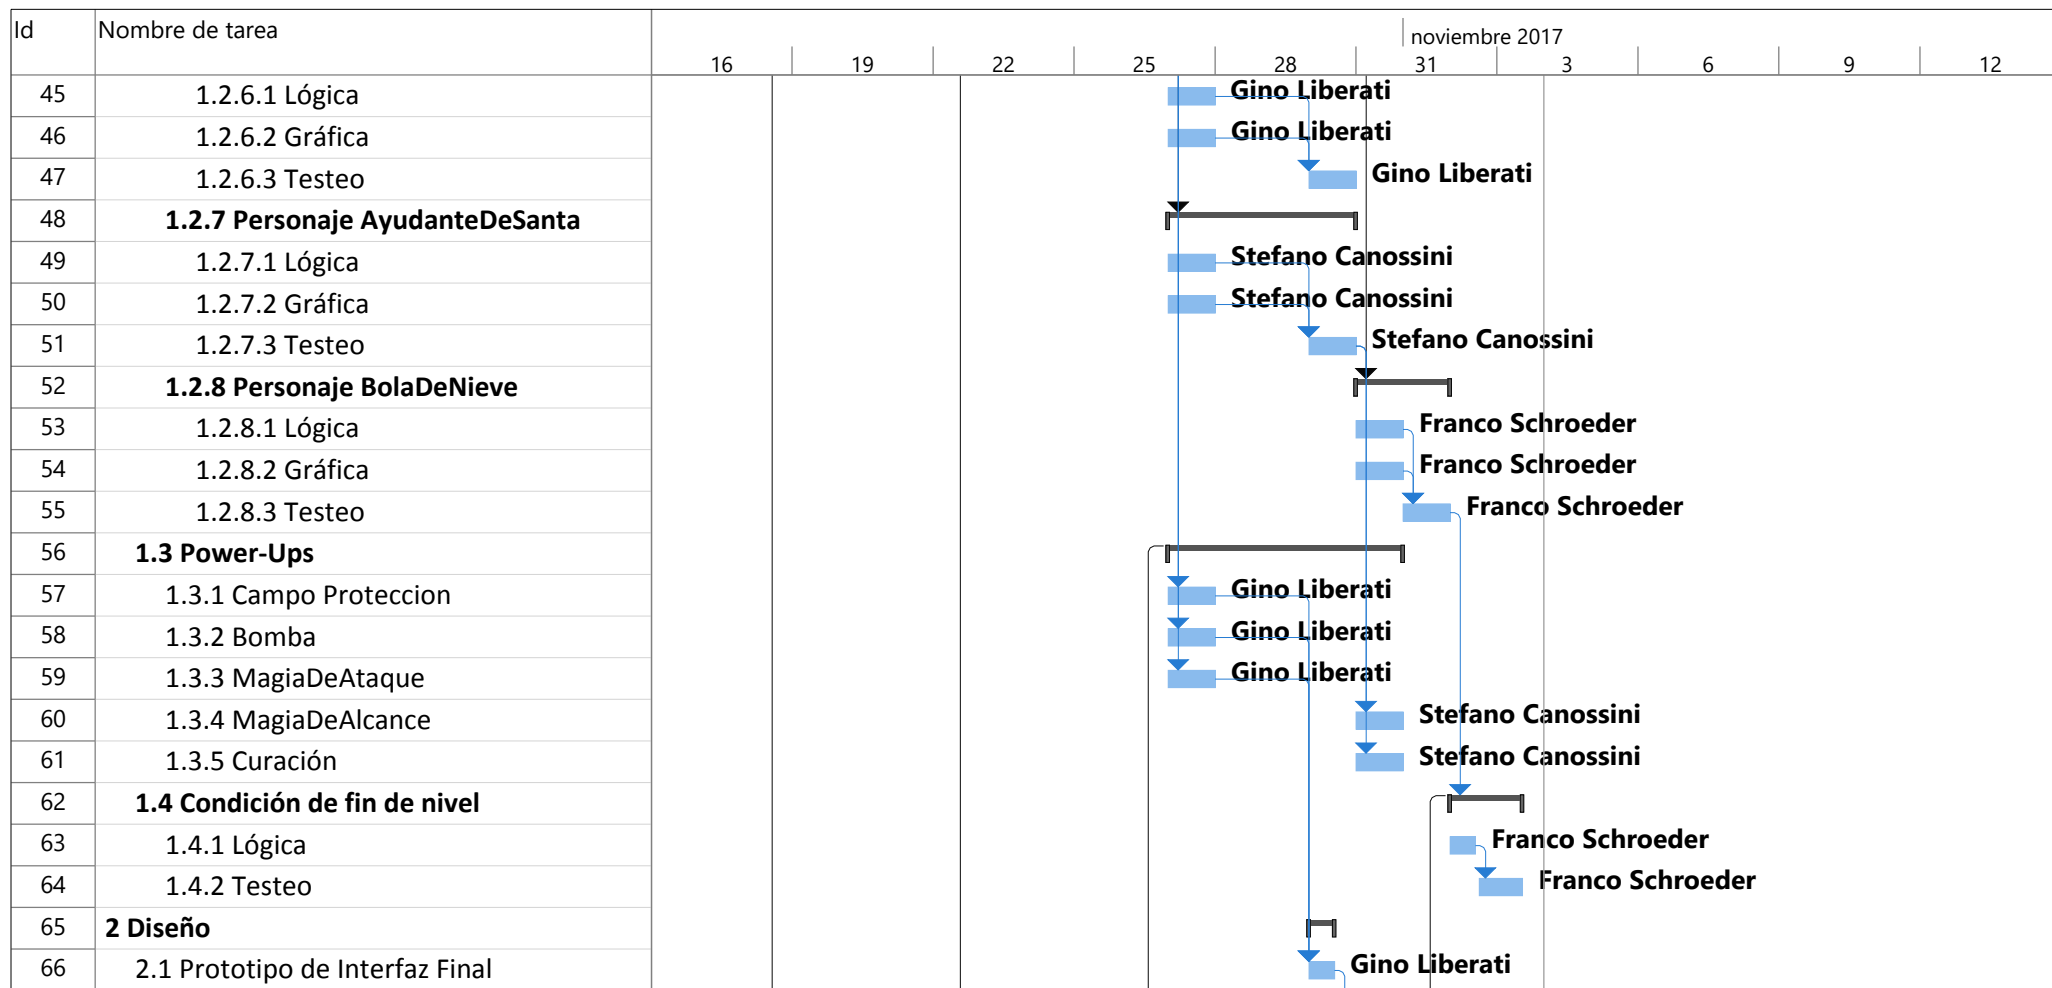 Id Nombre de tarea noviembre 2017
16 19 22 25 28 31 3 6 9 12
45 1.2.6.1 Lógica Gino Liberati
46 1.2.6.2 Gráfica Gino Liberati
47 1.2.6.3 Testeo Gino Liberati
48 1.2.7 Personaje AyudanteDeSanta
49 1.2.7.1 Lógica Stefano Canossini
50 1.2.7.2 Gráfica Stefano Canossini
51 1.2.7.3 Testeo Stefano Canossini
52 1.2.8 Personaje BolaDeNieve
53 1.2.8.1 Lógica Franco Schroeder
54 1.2.8.2 Gráfica Franco Schroeder
55 1.2.8.3 Testeo Franco Schroeder
56 1.3 Power-Ups
57 1.3.1 Campo Proteccion Gino Liberati
58 1.3.2 Bomba Gino Liberati
59 1.3.3 MagiaDeAtaque Gino Liberati
60 1.3.4 MagiaDeAlcance Stefano Canossini
61 1.3.5 Curación Stefano Canossini
62 1.4 Condición de fin de nivel
63 1.4.1 Lógica Franco Schroeder
64 1.4.2 Testeo Franco Schroeder
65 2 Diseño
66 2.1 Prototipo de Interfaz Final Gino Liberati